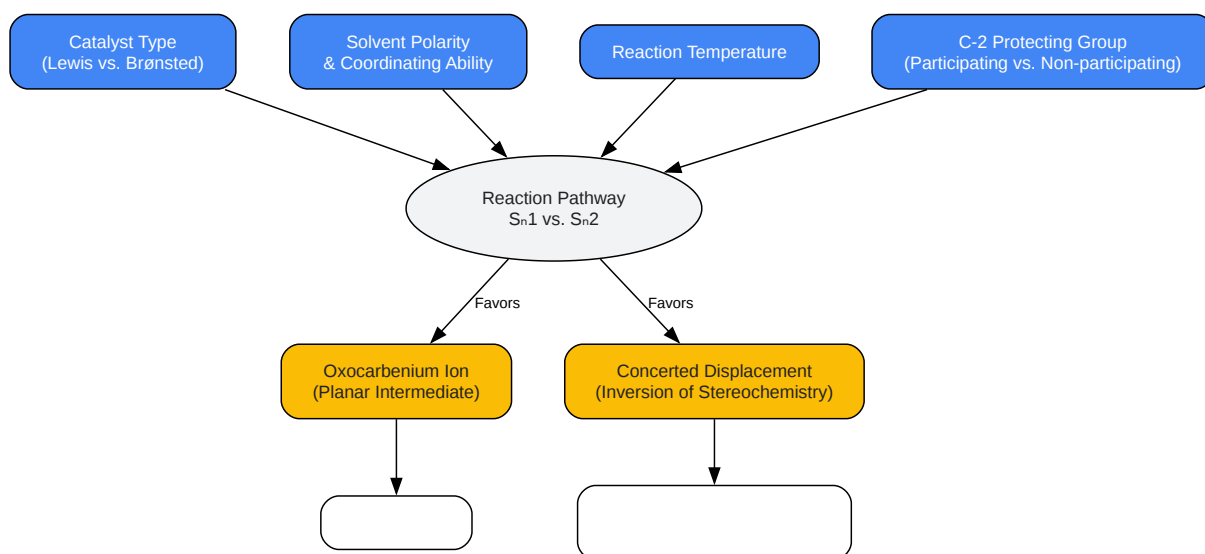 Catalyst Type
(Lewis vs. Brønsted)
Solvent Polarity
& Coordinating Ability
Reaction Temperature
C-2 Protecting Group
(Participating vs. Non-participating)
Reaction Pathway
Sₙ1 vs. Sₙ2
Favors
Favors
Oxocarbenium Ion
(Planar Intermediate)
Concerted Displacement
(Inversion of Stereochemistry)